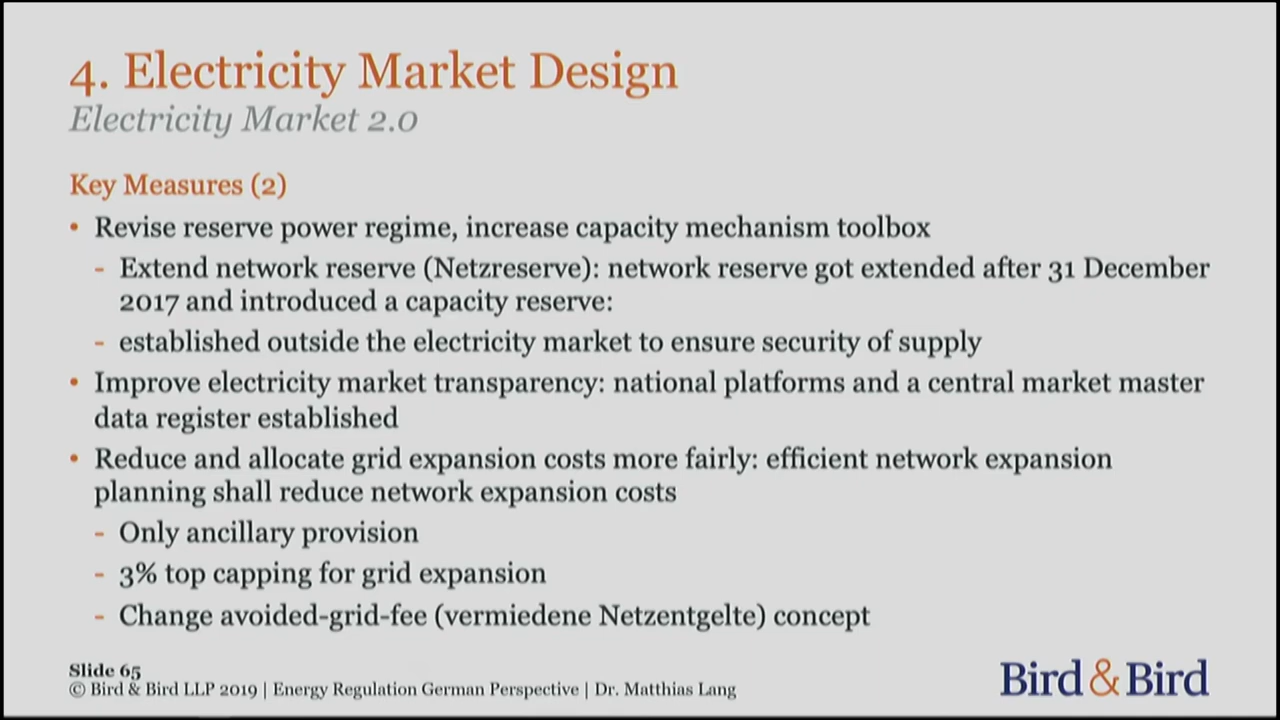 4. Electricity Market Design
Electricity Market 2.0
Key Measures (2)
• Revise reserve power regime, increase capacity mechanism toolbox
- Extend network reserve (Netzreserve): network reserve got extended after 31 December
2017 and introduced a capacity reserve:
- established outside the electricity market to ensure security of supply
• Improve electricity market transparency: national platforms and a central market master
data register established
• Reduce and allocate grid expansion costs more fairly: efficient network expansion
planning shall reduce network expansion costs
- Only ancillary provision
- 3% top capping for grid expansion
- Change avoided-grid-fee (vermiedene Netzentgelte) concept
Slide 65
© Bird & Bird LLP 2019 | Energy Regulation German Perspective | Dr. Matthias Lang
Bird & Bird